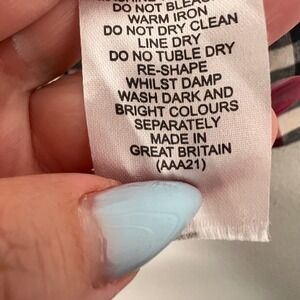 DO NOT BLEACH
WARM IRON
DO NOT DRY CLEAN
LINE DRY
DO NO TUBLE DRY
RE-SHAPE
WHILST DAMP
WASH DARK AND
BRIGHT COLOURS
SEPARATELY
MADE IN
GREAT BRITAIN
(AAA21)